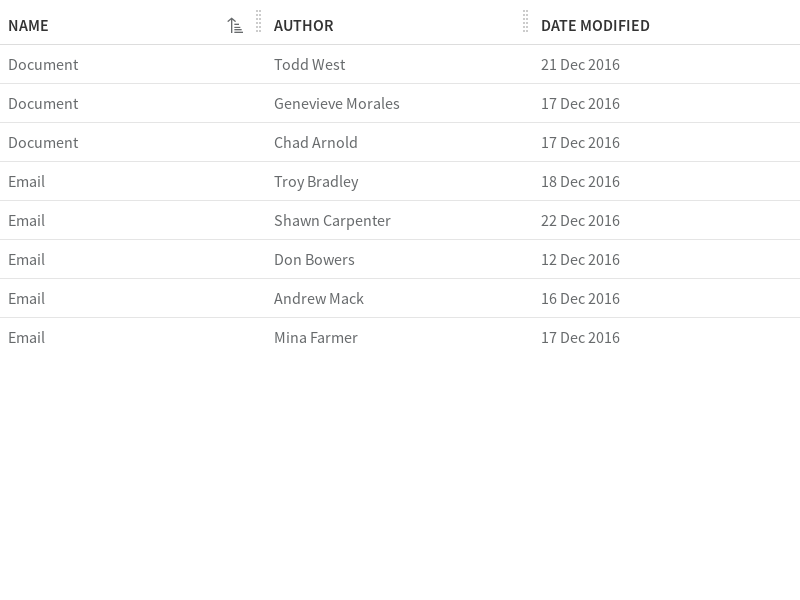 NAME AUTHOR DATE MODIFIED
Document Todd West 21 Dec 2016
Document Genevieve Morales 17 Dec 2016
Document Chad Arnold 17 Dec 2016
Email Troy Bradley 18 Dec 2016
Email Shawn Carpenter 22 Dec 2016
Email Don Bowers 12 Dec 2016
Email Andrew Mack 16 Dec 2016
Email Mina Farmer 17 Dec 2016